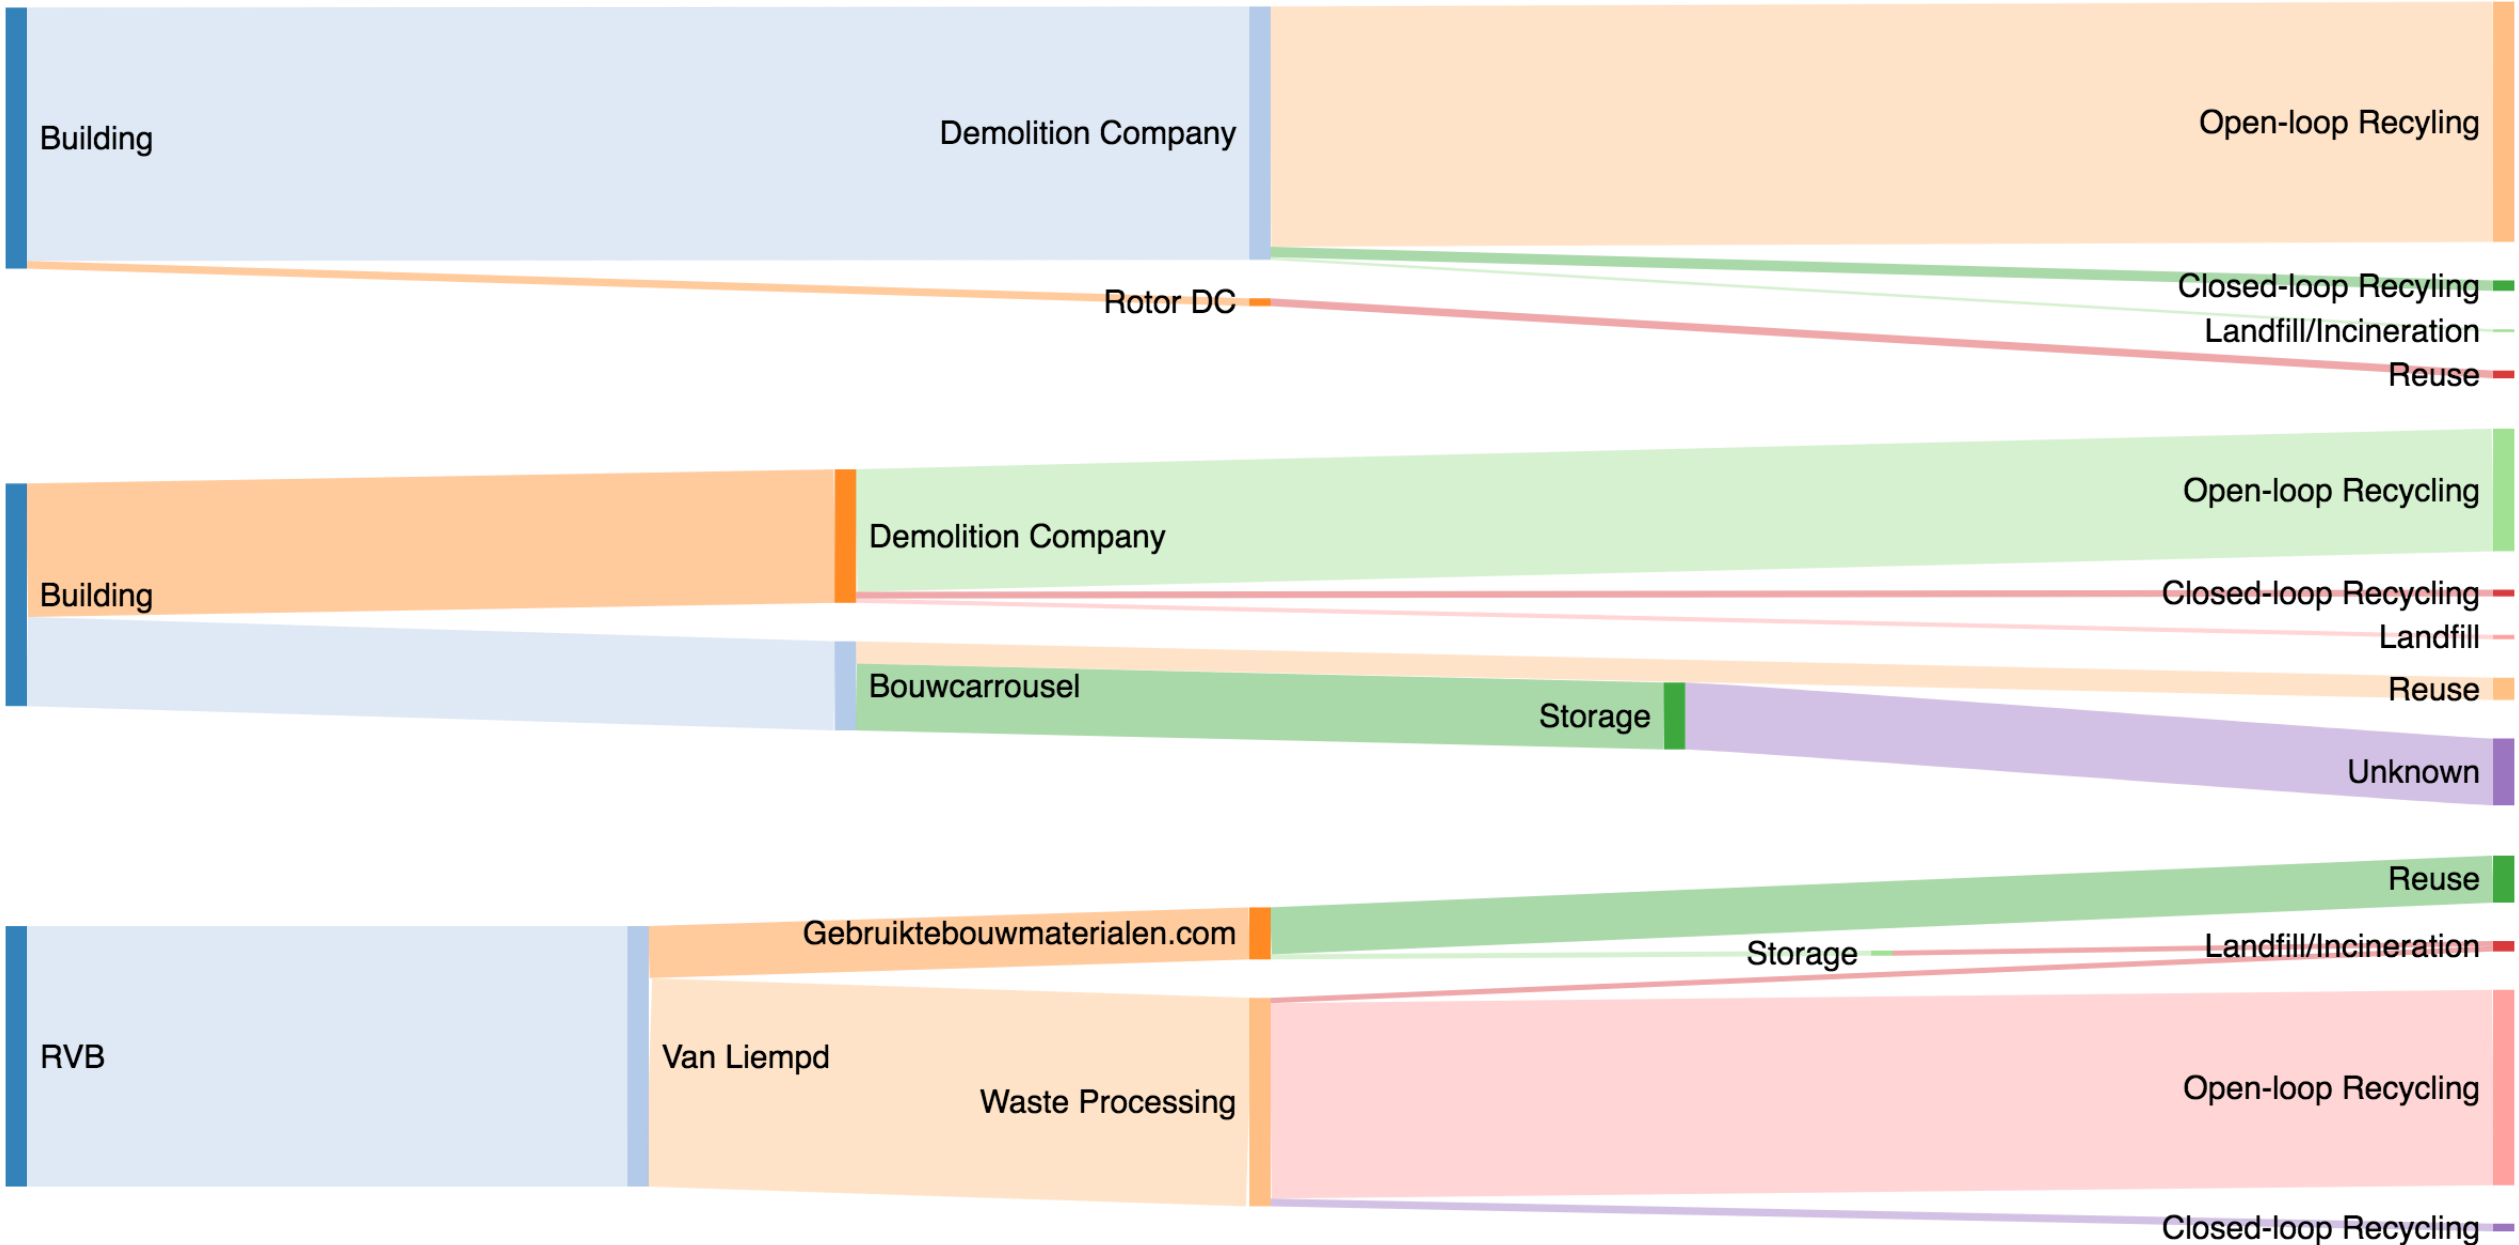 Building
Demolition Company
Open-loop Recyling
Rotor DC
Closed-loop Recyling
Landfill/Incineration
Reuse
Building
Demolition Company
Open-loop Recycling
Closed-loop Recycling
Landfill
Bouwcarrousel
Reuse
Storage
Unknown
Reuse
Gebruiktebouwmaterialen.com
Storage
Landfill/Incineration
RVB
Van Liempd
Waste Processing
Open-loop Recycling
Closed-loop Recycling